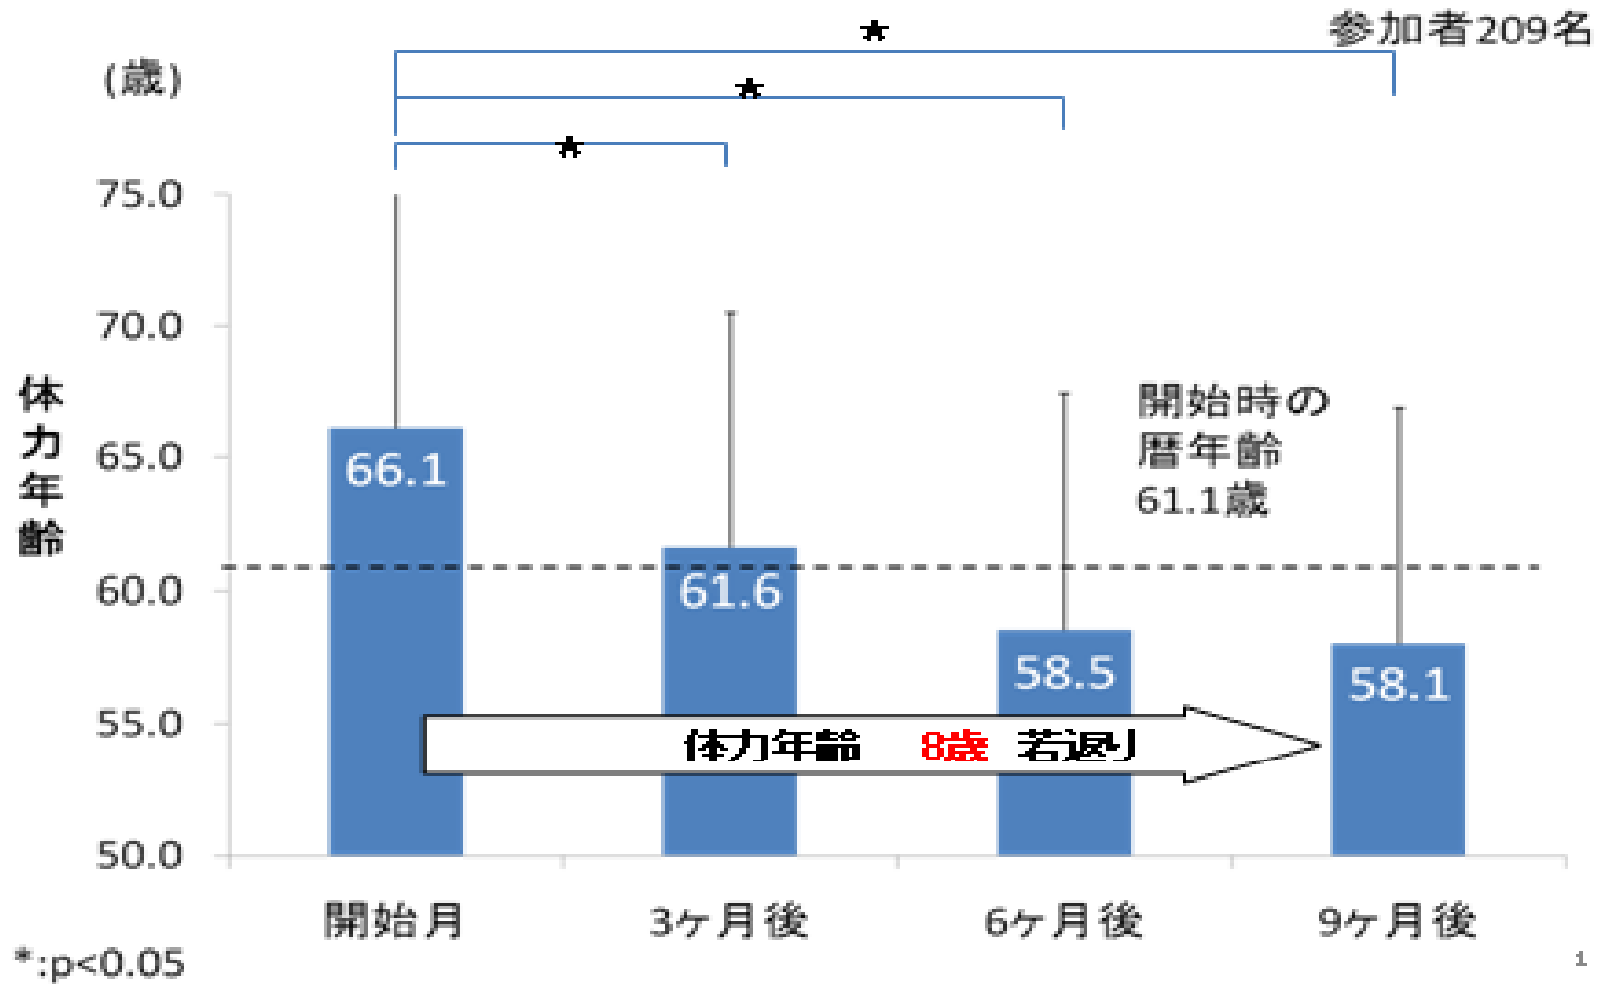 参加者209名
(歳)
*
*
*
75.0
70.0
65.0
60.0
55.0
50.0
体力年齢
66.1
61.6
58.5
58.1
開始時の
暦年齢
61.1歳
体力年齢 8歳 若返り
開始月 3ヶ月後 6ヶ月後 9ヶ月後
*:p<0.05
1